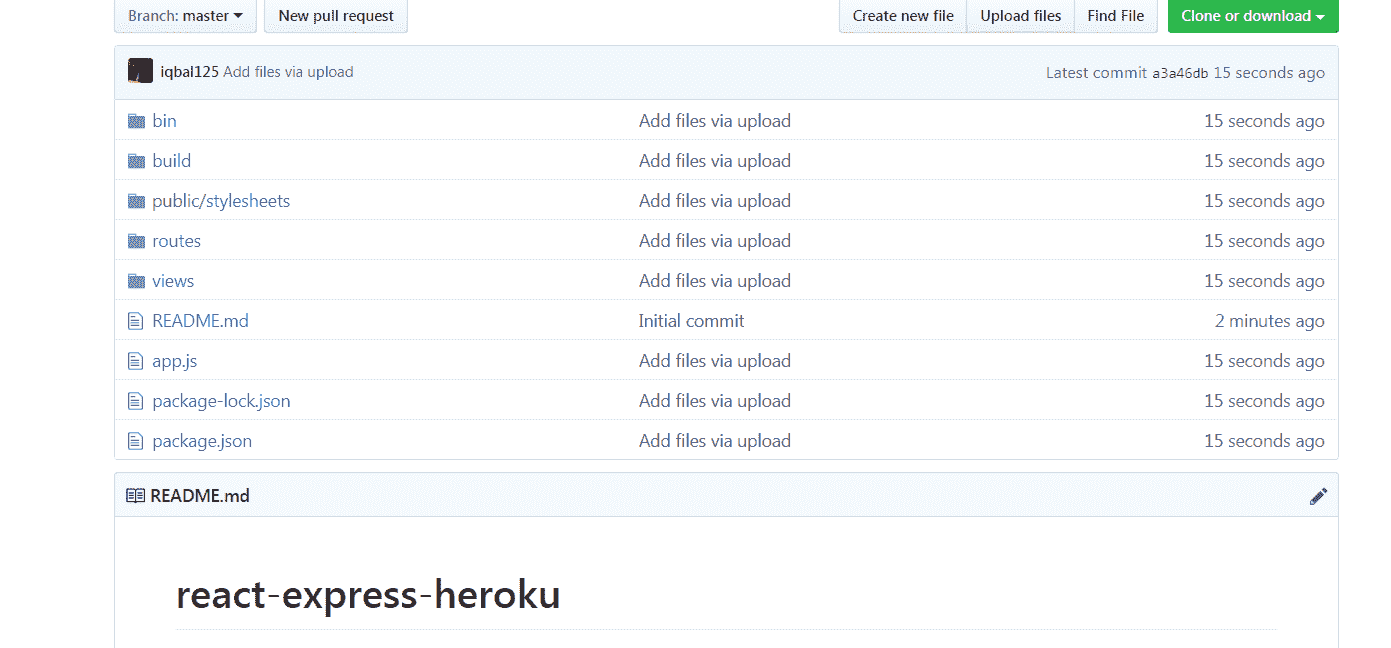 Branch: master New pull request Create new file Upload files Find File Clone or download
iqbal125 Add files via upload Latest commit a3a46db 15 seconds ago
bin Add files via upload 15 seconds ago
build Add files via upload 15 seconds ago
public/stylesheets Add files via upload 15 seconds ago
routes Add files via upload 15 seconds ago
views Add files via upload 15 seconds ago
README.md Initial commit 2 minutes ago
app.js Add files via upload 15 seconds ago
package-lock.json Add files via upload 15 seconds ago
package.json Add files via upload 15 seconds ago
README.md
react-express-heroku